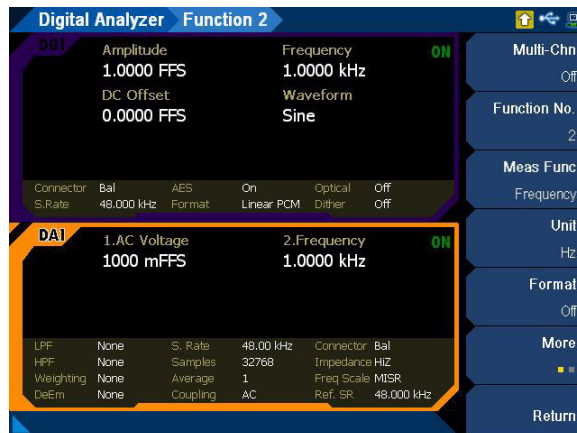 Digital Analyzer Function 2
DG1
Amplitude Frequency ON
1.0000 FFS 1.0000 kHz
DC Offset Waveform
0.0000 FFS Sine
Connector Bal AES On Optical Off
S.Rate 48.000 kHz Format Linear PCM Dither Off
DA1
1.AC Voltage 2.Frequency ON
1000 mFFS 1.0000 kHz
LPF None S. Rate 48.00 kHz Connector Bal
HPF None Samples 32768 Impedance HiZ
Weighting None Average 1 Freq Scale MISR
DeEm None Coupling AC Ref. SR 48.000 kHz
Multi-Chn
Off
Function No.
2
Meas Func
Frequency
Unit
Hz
Format
Off
More
Return